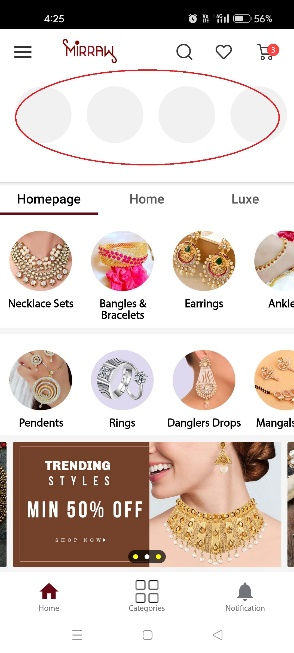 4:25
56%
MiRRAW
3
Homepage Home Luxe
Necklace Sets
Bangles &
Bracelets
Earrings
Ankle
Pendents
Rings
Danglers Drops
Mangals
TRENDING
STYLES
MIN 50% OFF
SHOP NOW
Home
Categories
Notification